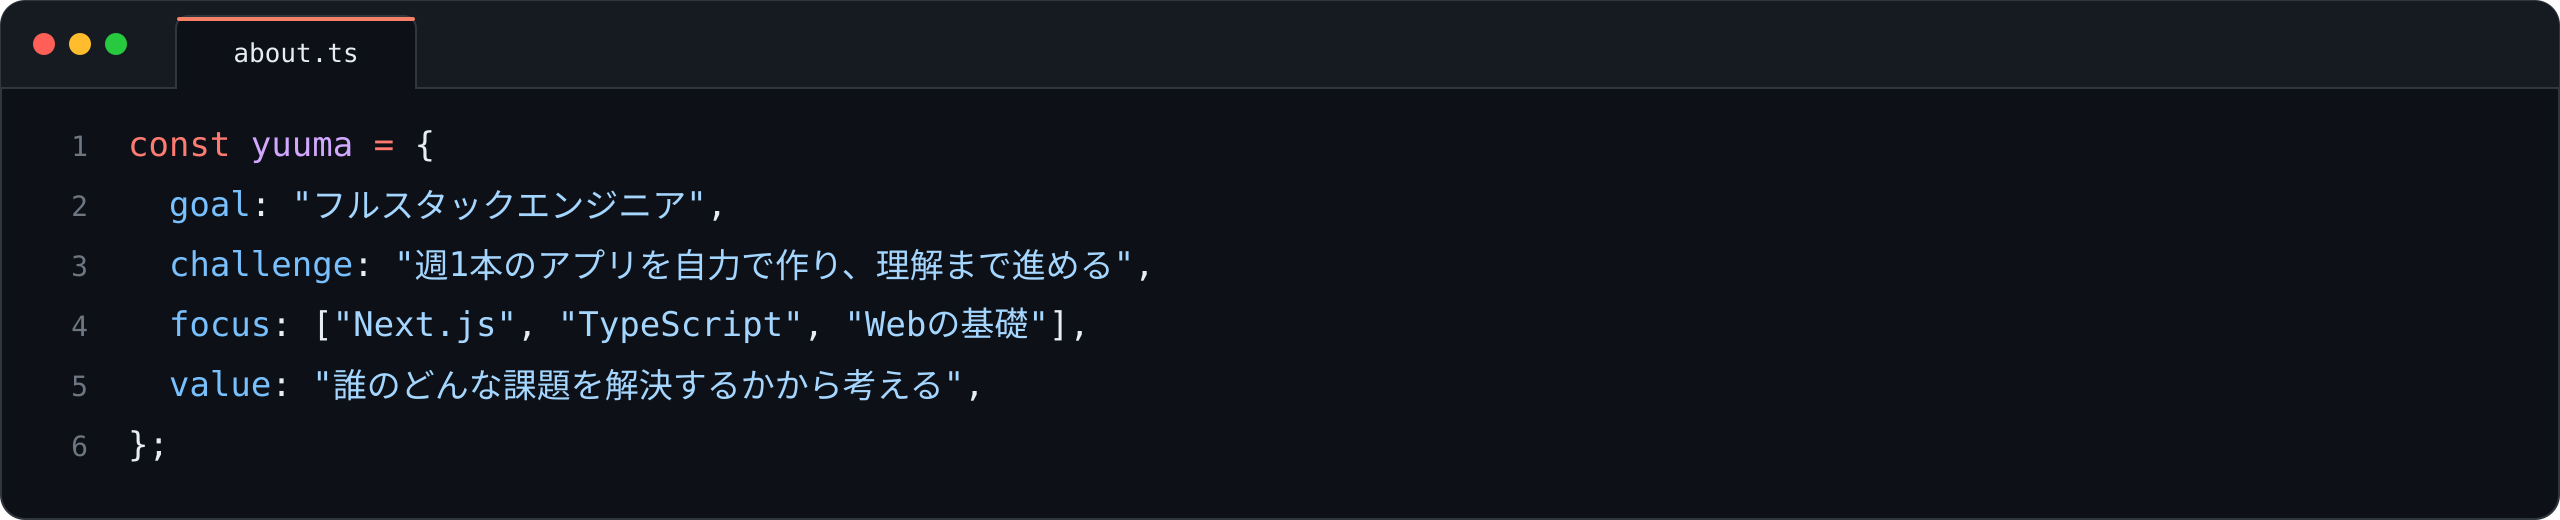 about.ts
1 const yuuma = {
2   goal: "フルスタックエンジニア",
3   challenge: "週1本のアプリを自力で作り、理解まで進める",
4   focus: ["Next.js", "TypeScript", "Webの基礎"],
5   value: "誰のどんな課題を解決するかから考える",
6 };